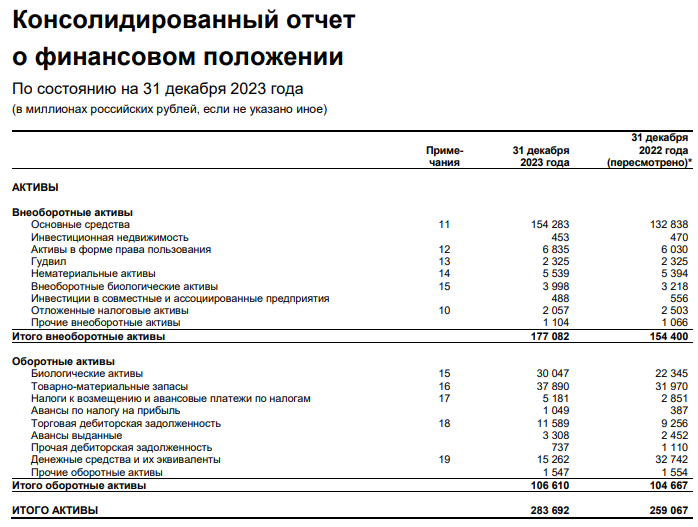 Консолидированный отчет
о финансовом положении
По состоянию на 31 декабря 2023 года
(в миллионах российских рублей, если не указано иное)
31 декабря
Приме- 31 декабря 2022 года
чания 2023 года (пересмотрено)*
АКТИВЫ
Внеоборотные активы
Основные средства 11 154 283 132 838
Инвестиционная недвижимость 453 470
Активы в форме права пользования 12 6 835 6 030
Гудвил 13 2 325 2 325
Нематериальные активы 14 5 539 5 394
Внеоборотные биологические активы 15 3 998 3 218
Инвестиции в совместные и ассоциированные предприятия 488 556
Отложенные налоговые активы 10 2 057 2 503
Прочие внеоборотные активы 1 104 1 066
Итого внеоборотные активы 177 082 154 400
Оборотные активы
Биологические активы 15 30 047 22 345
Товарно-материальные запасы 16 37 890 31 970
Налоги к возмещению и авансовые платежи по налогам 17 5 181 2 851
Авансы по налогу на прибыль 1 049 387
Торговая дебиторская задолженность 18 11 589 9 256
Авансы выданные 3 308 2 452
Прочая дебиторская задолженность 737 1 110
Денежные средства и их эквиваленты 19 15 262 32 742
Прочие оборотные активы 1 547 1 554
Итого оборотные активы 106 610 104 667
ИТОГО АКТИВЫ 283 692 259 067